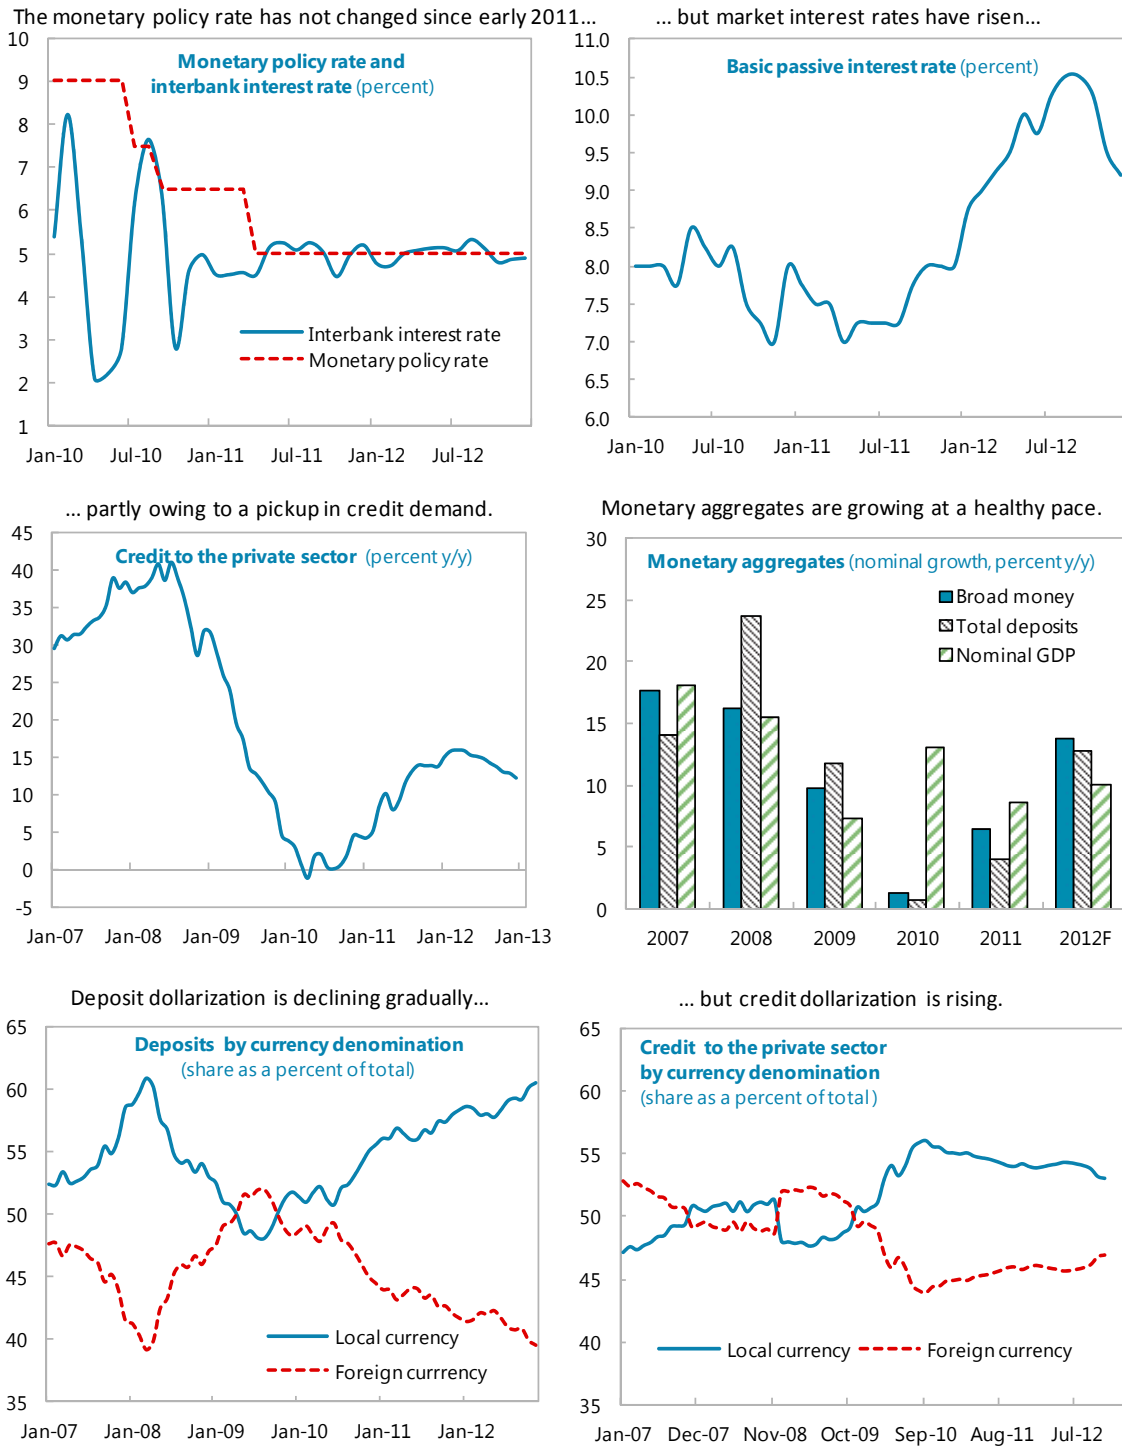 The monetary policy rate has not changed since early 2011...
10
9
8
7
6
5
4
3
2
1
Monetary policy rate and
interbank interest rate (percent)
Interbank interest rate
Monetary policy rate
Jan-10 Jul-10 Jan-11 Jul-11 Jan-12 Jul-12
... but market interest rates have risen...
11.0
10.5
10.0
9.5
9.0
8.5
8.0
7.5
7.0
6.5
6.0
Basic passive interest rate (percent)
Jan-10 Jul-10 Jan-11 Jul-11 Jan-12 Jul-12
... partly owing to a pickup in credit demand.
45
40
35
30
25
20
15
10
5
0
-5
Credit to the private sector (percent y/y)
Jan-07 Jan-08 Jan-09 Jan-10 Jan-11 Jan-12 Jan-13
Monetary aggregates are growing at a healthy pace.
30
25
20
15
10
5
0
Monetary aggregates (nominal growth, percent y/y)
Broad money
Total deposits
Nominal GDP
2007 2008 2009 2010 2011 2012F
Deposit dollarization is declining gradually...
65
60
55
50
45
40
35
Deposits by currency denomination
(share as a percent of total)
Local currency
Foreign currrency
Jan-07 Jan-08 Jan-09 Jan-10 Jan-11 Jan-12
... but credit dollarization is rising.
65
60
55
50
45
40
35
Credit to the private sector
by currency denomination
(share as a percent of total)
Local currency Foreign currrency
Jan-07 Dec-07 Nov-08 Oct-09 Sep-10 Aug-11 Jul-12